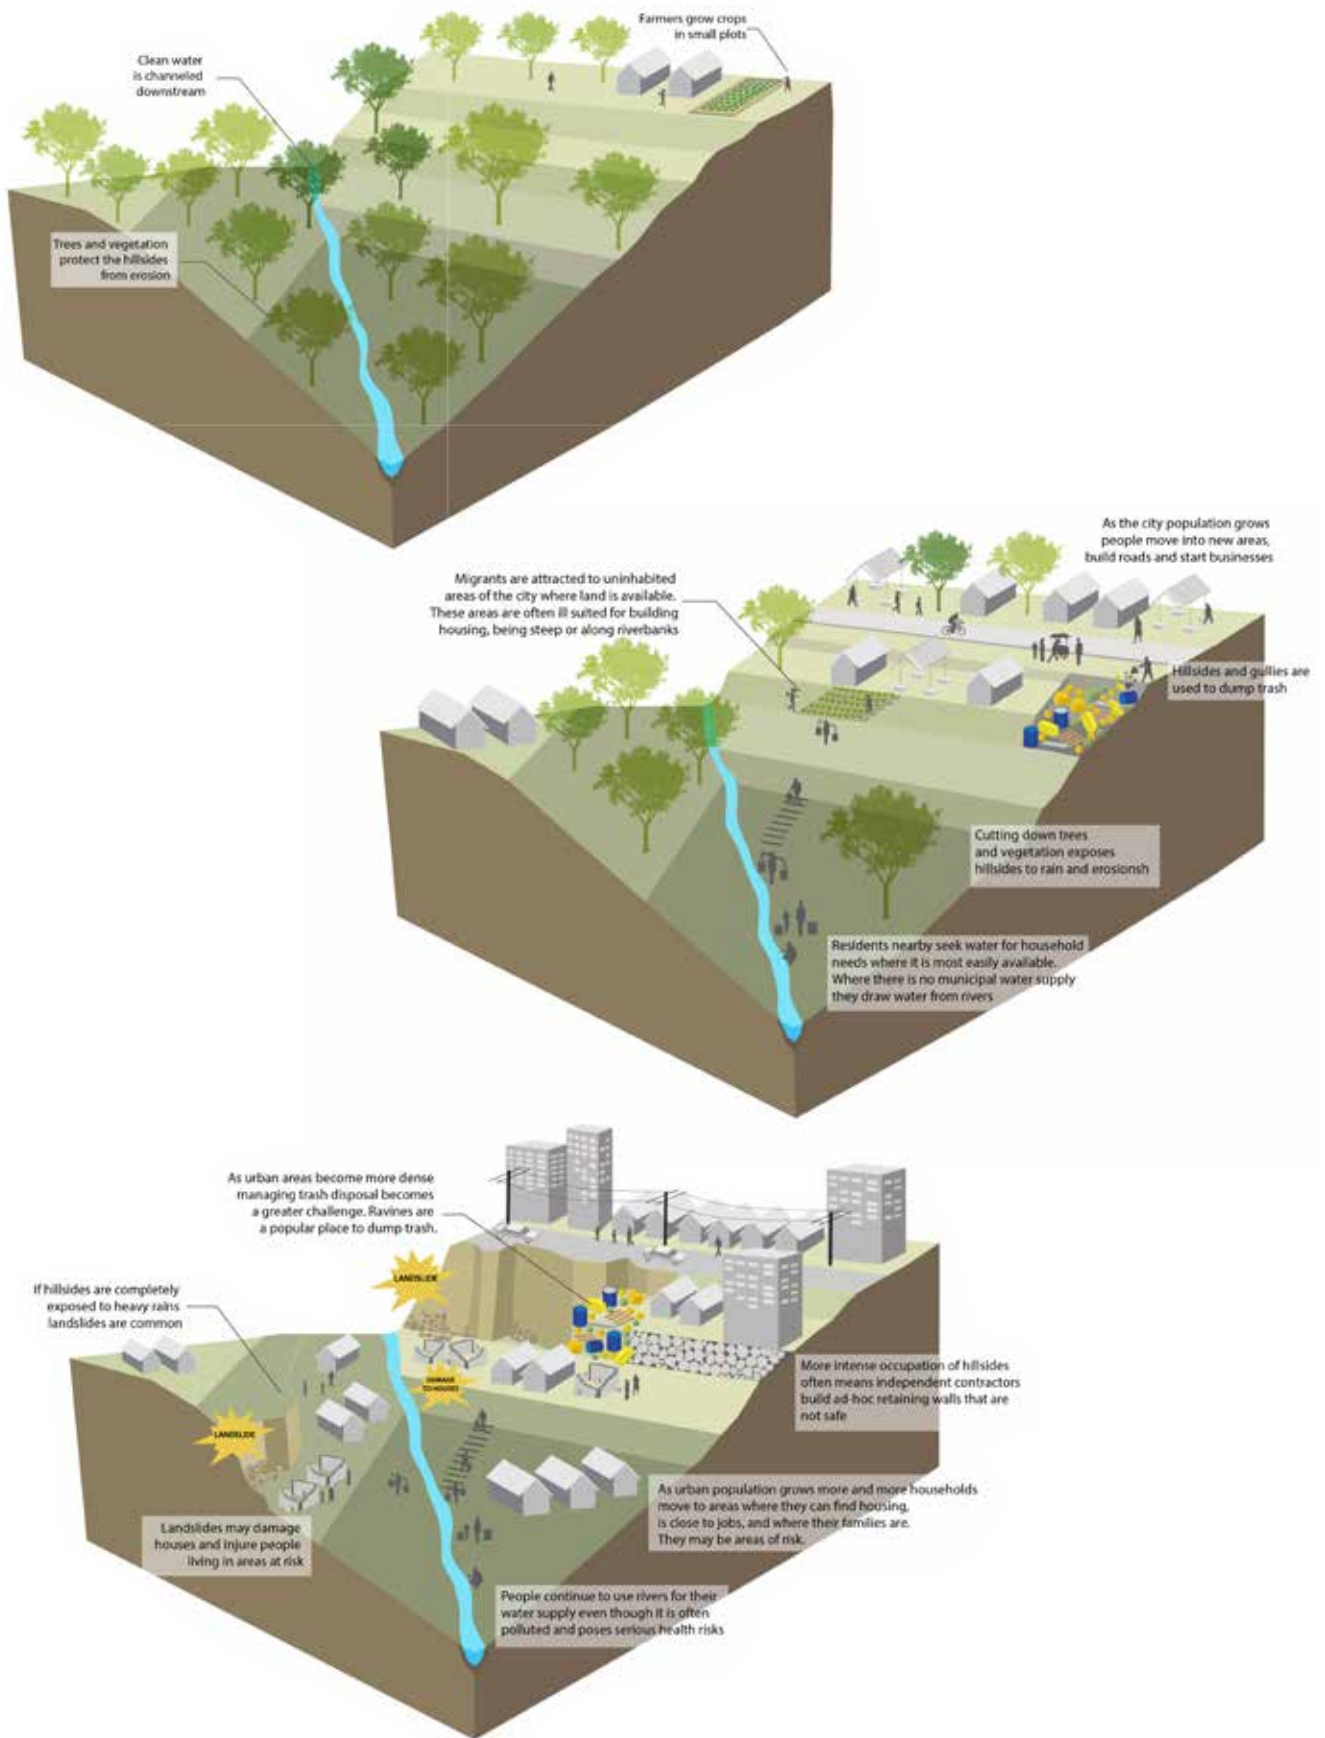 Farmers grow crops
in small plots
Clean water
is channeled
downstream
Trees and vegetation
protect the hillsides
from erosion
As the city population grows
people move into new areas,
build roads and start businesses
Migrants are attracted to uninhabited
areas of the city where land is available.
These areas are often ill suited for building
housing, being steep or along riverbanks
Hillsides and gullies are
used to dump trash
Cutting down trees
and vegetation exposes
hillsides to rain and erosionsh
Residents nearby seek water for household
needs where it is most easily available.
Where there is no municipal water supply
they draw water from rivers
As urban areas become more dense
managing trash disposal becomes
a greater challenge. Ravines are
a popular place to dump trash.
LANDSLIDE
If hillsides are completely
exposed to heavy rains
landslides are common
DAMAGE
TO HOUSES
More intense occupation of hillsides
often means independent contractors
build ad-hoc retaining walls that are
not safe
LANDSLIDE
As urban population grows more and more households
move to areas where they can find housing,
is close to jobs, and where their families are.
They may be areas of risk.
Landslides may damage
houses and injure people
living in areas at risk
People continue to use rivers for their
water supply even though it is often
polluted and poses serious health risks